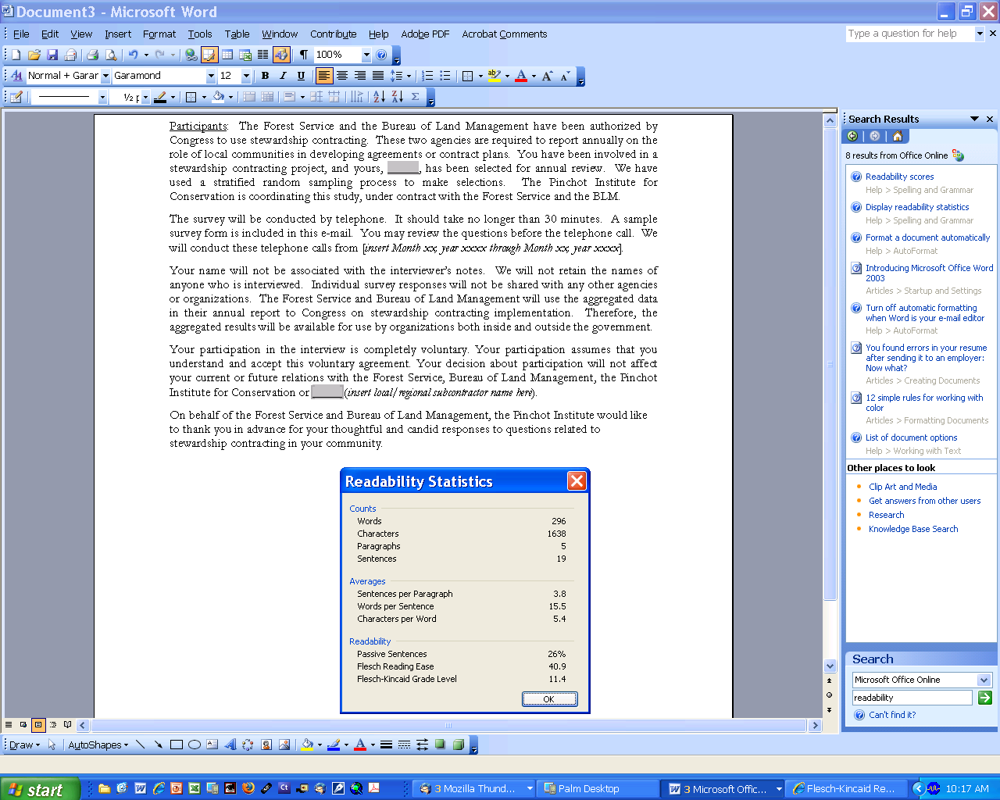 Document3 - Microsoft Word
File Edit View Insert Format Tools Table Window Contribute Help Adobe PDF Acrobat Comments
Type a question for help
100%
Normal + Garar Garamond 12 B I U
½ p
Participants:  The Forest Service and the Bureau of Land Management have been authorized by
Congress to use stewardship contracting.  These two agencies are required to report annually on the
role of local communities in developing agreements or contract plans.  You have been involved in a
stewardship contracting project, and yours, _____, has been selected for annual review.  We have
used a stratified random sampling process to make selections.  The Pinchot Institute for
Conservation is coordinating this study, under contract with the Forest Service and the BLM.
The survey will be conducted by telephone.  It should take no longer than 30 minutes.  A sample
survey form is included in this e-mail.  You may review the questions before the telephone call.  We
will conduct these telephone calls from [insert Month xx, year xxxx through Month xx, year xxxx].
Your name will not be associated with the interviewer's notes.  We will not retain the names of
anyone who is interviewed.  Individual survey responses will not be shared with any other agencies
or organizations.  The Forest Service and Bureau of Land Management will use the aggregated data
in their annual report to Congress on stewardship contracting implementation.  Therefore, the
aggregated results will be available for use by organizations both inside and outside the government.
Your participation in the interview is completely voluntary. Your participation assumes that you
understand and accept this voluntary agreement. Your decision about participation will not affect
your current or future relations with the Forest Service, Bureau of Land Management, the Pinchot
Institute for Conservation or _____(insert local/regional subcontractor name here).
On behalf of the Forest Service and Bureau of Land Management, the Pinchot Institute would like
to thank you in advance for your thoughtful and candid responses to questions related to
stewardship contracting in your community.
Readability Statistics
Counts
Words 296
Characters 1638
Paragraphs 5
Sentences 19
Averages
Sentences per Paragraph 3.8
Words per Sentence 15.5
Characters per Word 5.4
Readability
Passive Sentences 26%
Flesch Reading Ease 40.9
Flesch-Kincaid Grade Level 11.4
OK
Search Results
8 results from Office Online
Readability scores
Help > Spelling and Grammar
Display readability statistics
Help > Spelling and Grammar
Format a document automatically
Help > AutoFormat
Introducing Microsoft Office Word
2003
Articles > Startup and Settings
Turn off automatic formatting
when Word is your e-mail editor
Help > AutoFormat
You found errors in your resume
after sending it to an employer:
Now what?
Articles > Creating Documents
12 simple rules for working with
color
Articles > Formatting Documents
List of document options
Help > Working with Text
Other places to look
Clip Art and Media
Get answers from other users
Research
Knowledge Base Search
Search
Microsoft Office Online
readability
Can't find it?
Draw AutoShapes
start
3 Mozilla Thund... Palm Desktop 3 Microsoft Offic... Flesch-Kincaid Re...
10:17 AM